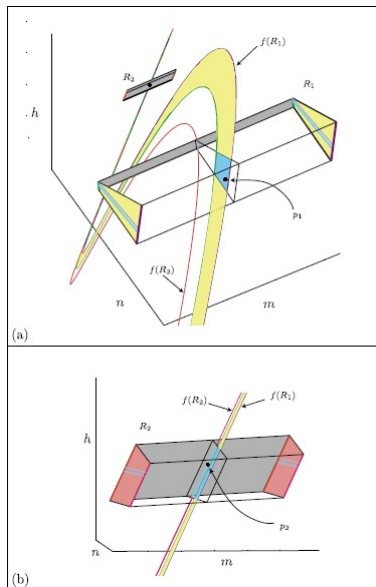 f(R₁)
R₂
R₁
h
p₁
f(R₂)
n
m
(a)
f(R₂)
f(R₁)
R₂
h
p₂
n
m
(b)